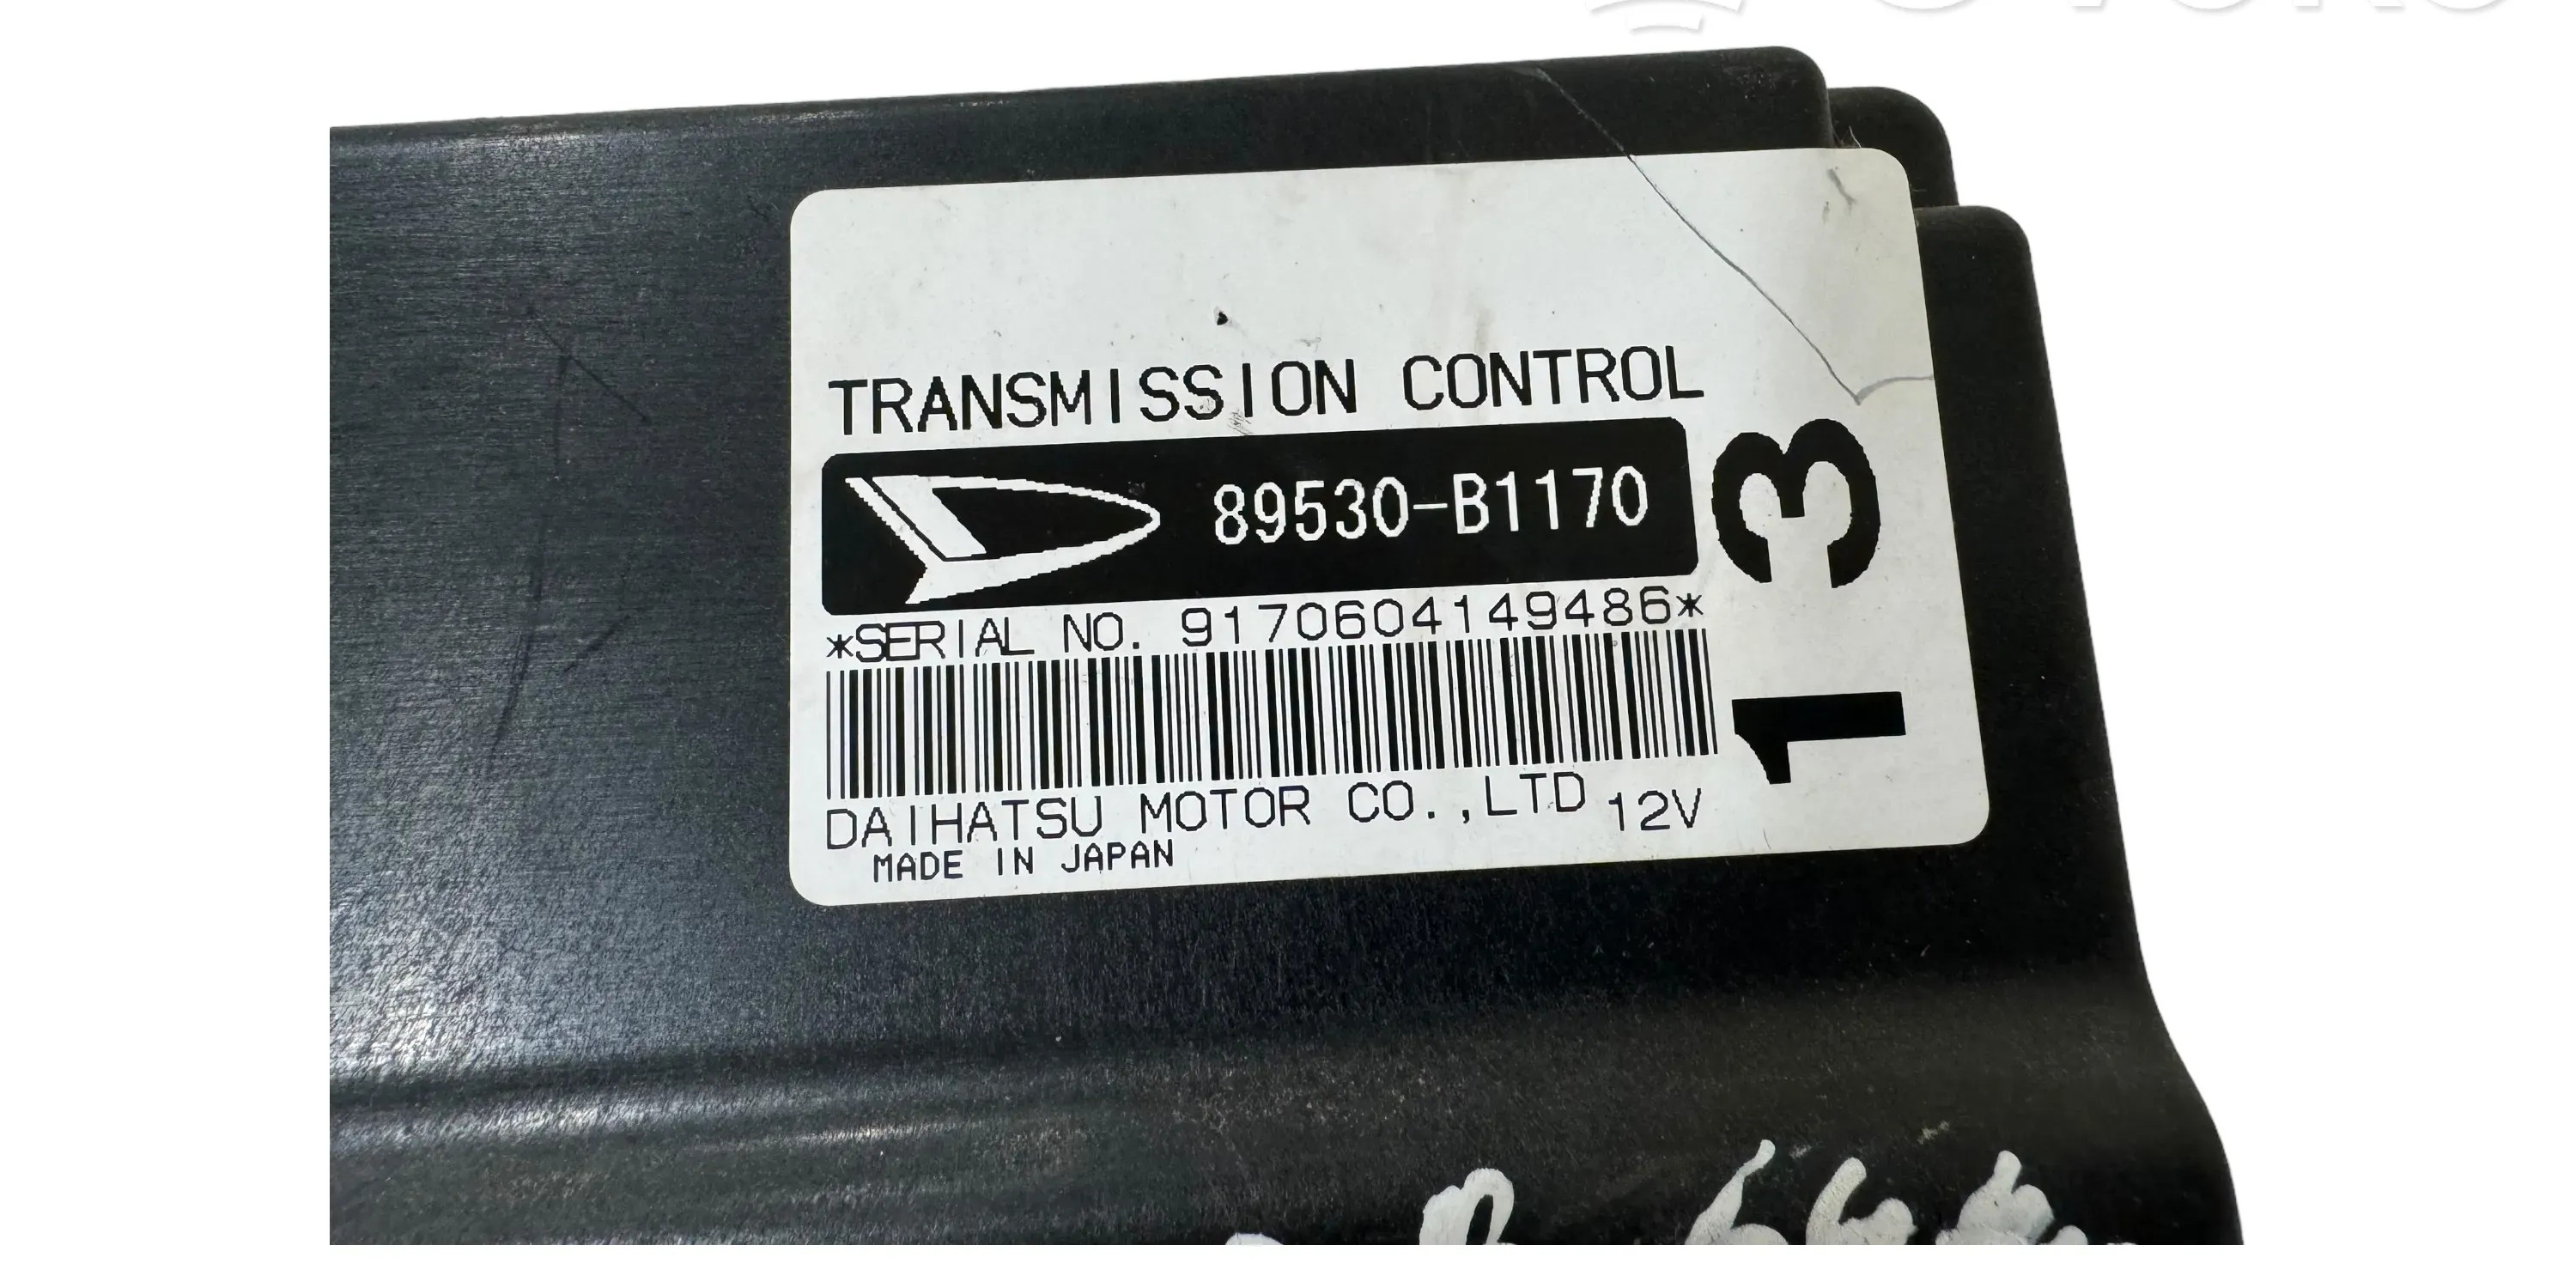 TRANSMISSION CONTROL
89530-B1170
*SERIAL NO. 9170604149486*
DAIHATSU MOTOR CO.,LTD 12V
MADE IN JAPAN
13